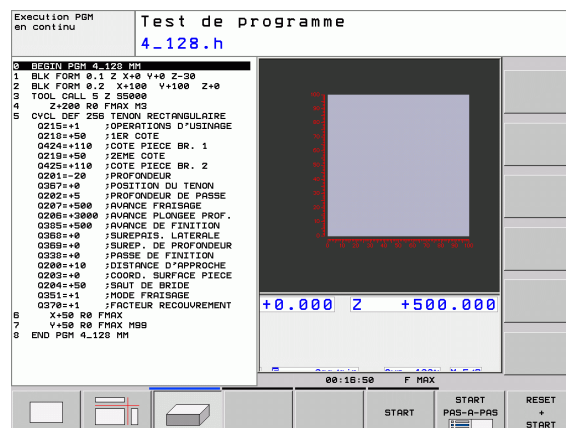 Execution PGM
en continu
Test de programme
4_128.h
0 BEGIN PGM 4_128 MM
1 BLK FORM 0.1 Z X+0 Y+0 Z-30
2 BLK FORM 0.2 X+100 Y+100 Z+0
3 TOOL CALL 5 Z S5000
4 Z+200 R0 FMAX M3
5 CYCL DEF 256 TENON RECTANGULAIRE
Q215=+1 ;OPERATIONS D'USINAGE
Q218=+50 ;1ER COTE
Q424=+110 ;COTE PIECE BR. 1
Q219=+50 ;2EME COTE
Q425=+110 ;COTE PIECE BR. 2
Q201=-20 ;PROFONDEUR
Q367=+0 ;POSITION DU TENON
Q202=+5 ;PROFONDEUR DE PASSE
Q207=+500 ;AVANCE FRAISAGE
Q206=+3000 ;AVANCE PLONGEE PROF.
Q385=+500 ;AVANCE DE FINITION
Q368=+0 ;SUREPAIS. LATERALE
Q369=+0 ;SUREP. DE PROFONDEUR
Q338=+0 ;PASSE DE FINITION
Q200=+10 ;DISTANCE D'APPROCHE
Q203=+0 ;COORD. SURFACE PIECE
Q204=+50 ;SAUT DE BRIDE
Q351=+1 ;MODE FRAISAGE
Q370=+1 ;FACTEUR RECOUVREMENT
6 X+50 R0 FMAX
7 Y+50 R0 FMAX M99
8 END PGM 4_128 MM
+0.000 Z +500.000
00:16:50 F MAX
START
START
PAS-A-PAS
RESET
+
START